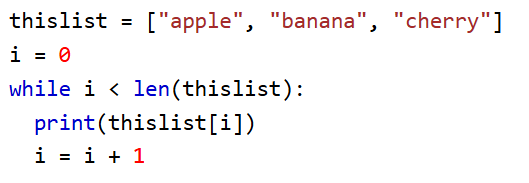 thislist = ["apple", "banana", "cherry"]
i = 0
while i < len(thislist):
  print(thislist[i])
  i = i + 1